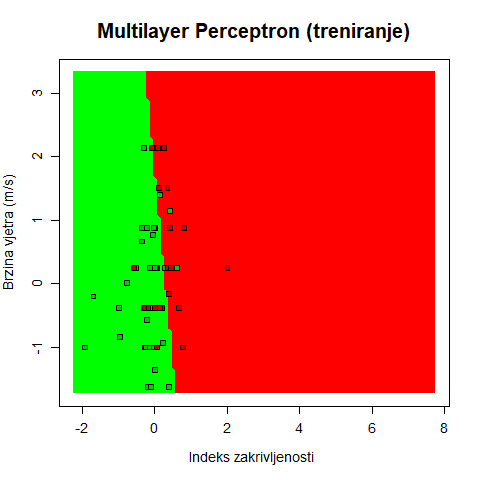 Multilayer Perceptron (treniranje)
Brzina vjetra (m/s)
3
2
1
0
-1
-2 0 2 4 6 8
Indeks zakrivljenosti